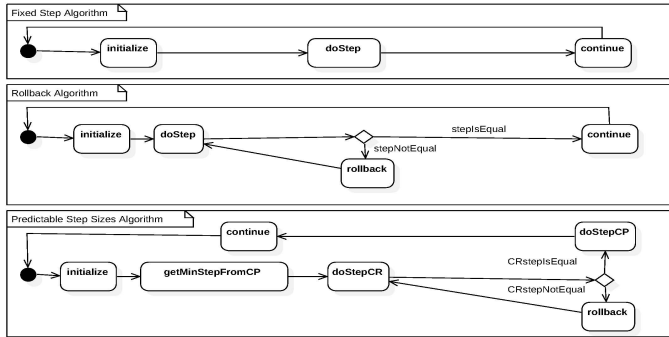 Fixed Step Algorithm
initialize
doStep
continue
Rollback Algorithm
initialize
doStep
stepIsEqual
continue
stepNotEqual
rollback
Predictable Step Sizes Algorithm
continue
doStepCP
CRstepIsEqual
initialize
getMinStepFromCP
doStepCR
CRstepNotEqual
rollback